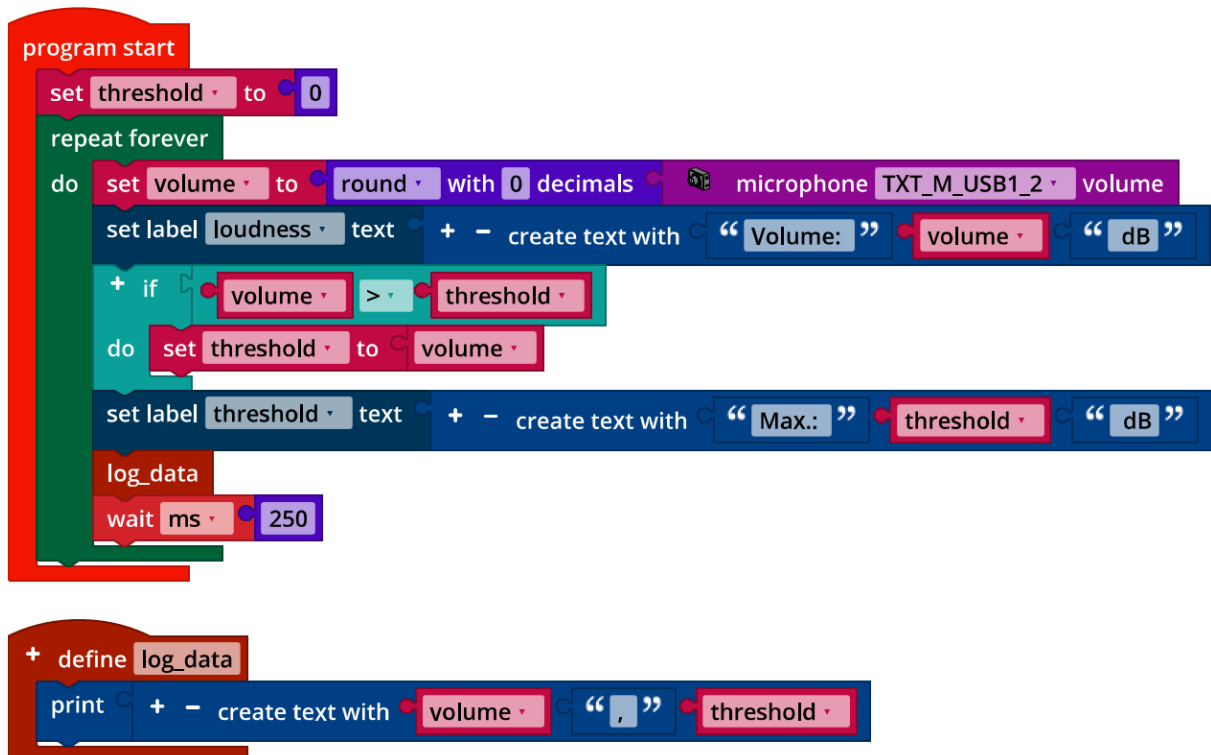 program start
set threshold to 0
repeat forever
do set volume to round with 0 decimals microphone TXT_M_USB1_2 volume
set label loudness text + - create text with “ Volume: ” volume “ dB ”
+ if volume > threshold
do set threshold to volume
set label threshold text + - create text with “ Max.: ” threshold “ dB ”
log_data
wait ms 250
+ define log_data
print + - create text with volume “ , ” threshold